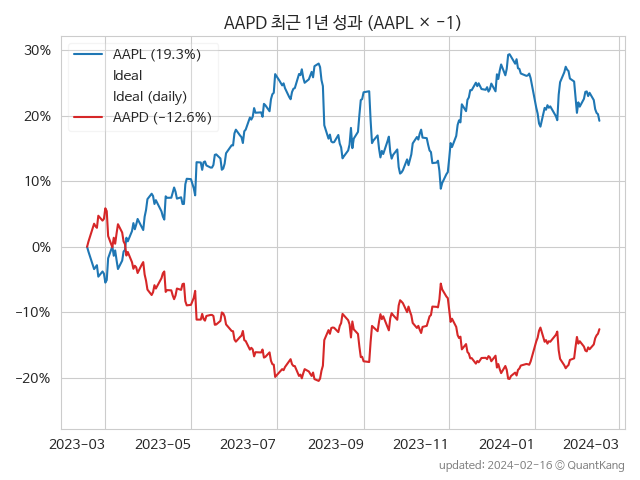 AAPD 최근 1년 성과 (AAPL × −1)
AAPL (19.3%)
Ideal
Ideal (daily)
AAPD (−12.6%)
30%
20%
10%
0%
−10%
−20%
2023−03 2023−05 2023−07 2023−09 2023−11 2024−01 2024−03
updated: 2024−02−16 © QuantKang